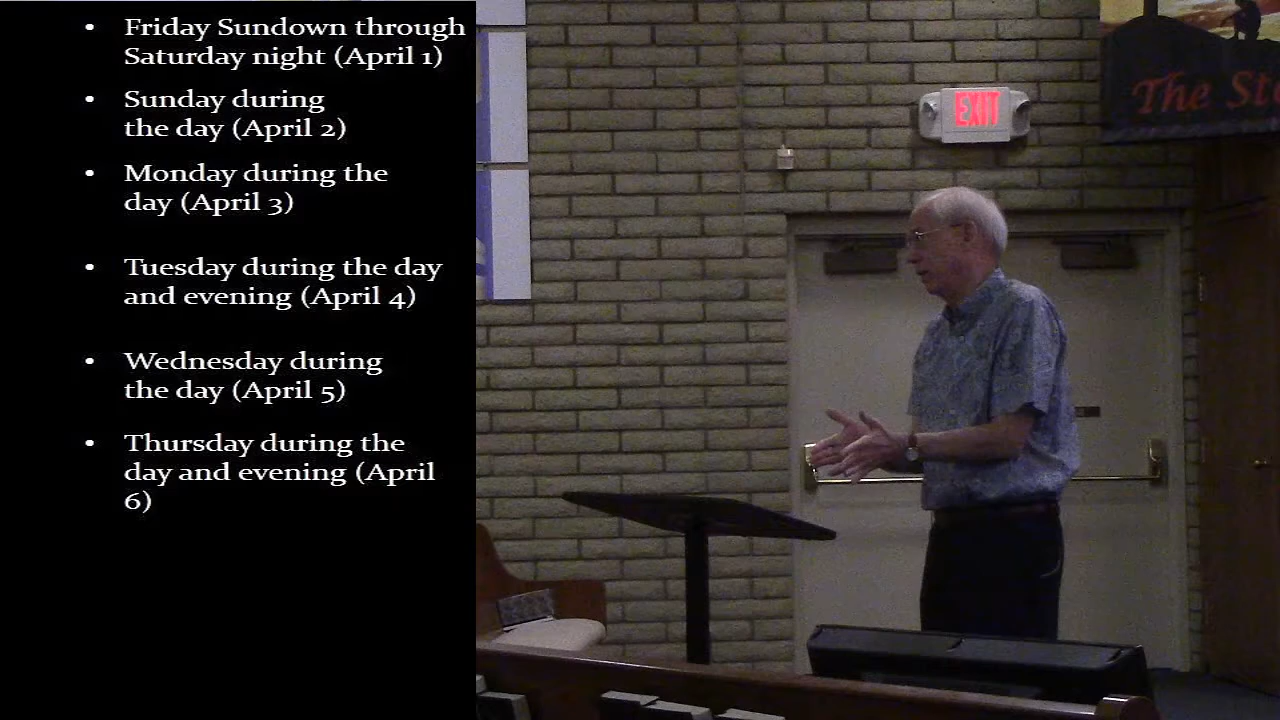 • Friday Sundown through
Saturday night (April 1)
• Sunday during
the day (April 2)
• Monday during the
day (April 3)
• Tuesday during the day
and evening (April 4)
• Wednesday during
the day (April 5)
• Thursday during the
day and evening (April
6)
EXIT
The